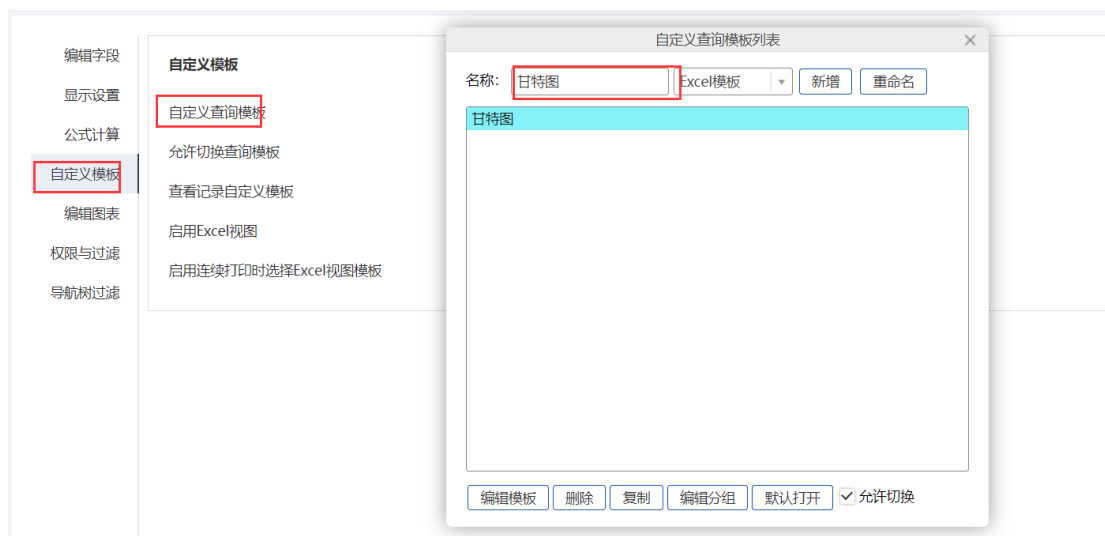 编辑字段
显示设置
公式计算
自定义模板
编辑图表
权限与过滤
导航树过滤
自定义模板
自定义查询模板
允许切换查询模板
查看记录自定义模板
启用Excel视图
启用连续打印时选择Excel视图模板
自定义查询模板列表
名称: 甘特图 Excel模板 新增 重命名
甘特图
编辑模板 删除 复制 编辑分组 默认打开 允许切换